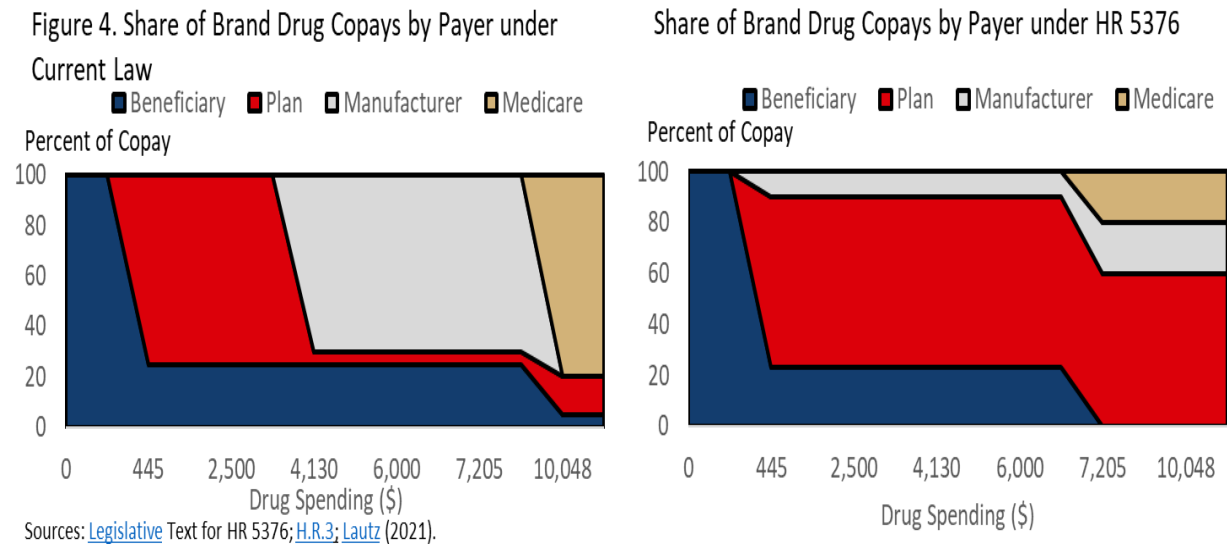 Figure 4. Share of Brand Drug Copays by Payer under
Current Law
Beneficiary Plan Manufacturer Medicare
Percent of Copay
100
80
60
40
20
0
0 445 2,500 4,130 6,000 7,205 10,048
Drug Spending ($)
Sources: Legislative Text for HR 5376; H.R.3; Lautz (2021).
Share of Brand Drug Copays by Payer under HR 5376
Beneficiary Plan Manufacturer Medicare
Percent of Copay
100
80
60
40
20
0
0 445 2,500 4,130 6,000 7,205 10,048
Drug Spending ($)